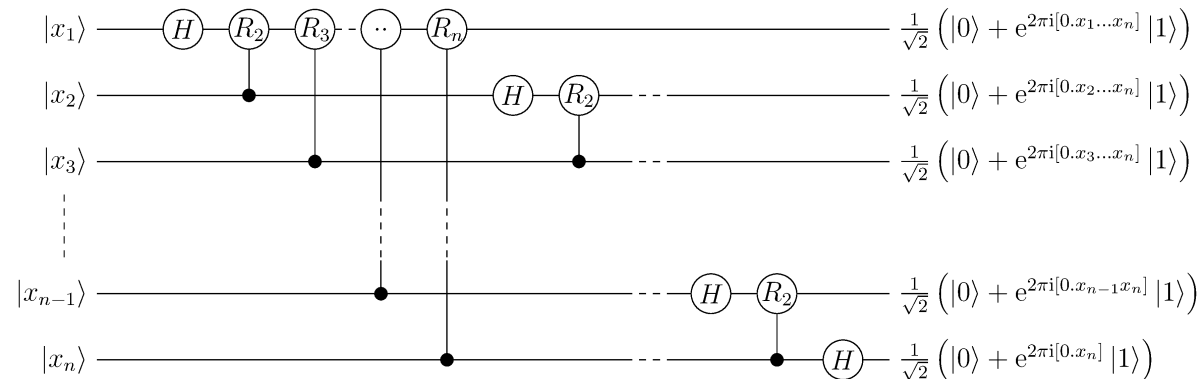 |x₁⟩ H R₂ R₃ ·· Rₙ 1/√2 (|0⟩ + e^{2πi[0.x₁…xₙ]} |1⟩)
|x₂⟩ H R₂ 1/√2 (|0⟩ + e^{2πi[0.x₂…xₙ]} |1⟩)
|x₃⟩ 1/√2 (|0⟩ + e^{2πi[0.x₃…xₙ]} |1⟩)
|xₙ₋₁⟩ H R₂ 1/√2 (|0⟩ + e^{2πi[0.xₙ₋₁xₙ]} |1⟩)
|xₙ⟩ H 1/√2 (|0⟩ + e^{2πi[0.xₙ]} |1⟩)